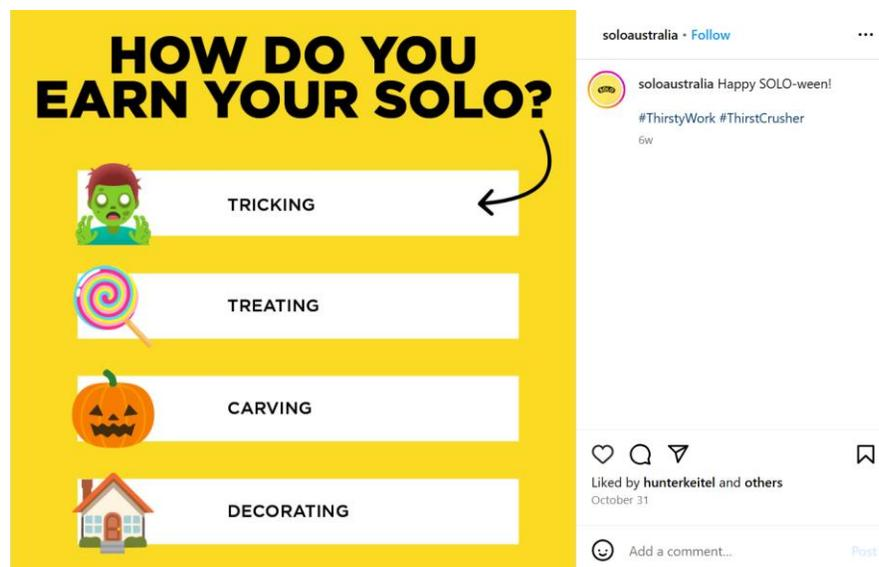 HOW DO YOU
EARN YOUR SOLO?
TRICKING
TREATING
CARVING
DECORATING
soloaustralia • Follow
SOLO
soloaustralia Happy SOLO-ween!
#ThirstyWork #ThirstCrusher
6w
Liked by hunterkeitel and others
October 31
Add a comment...
Post